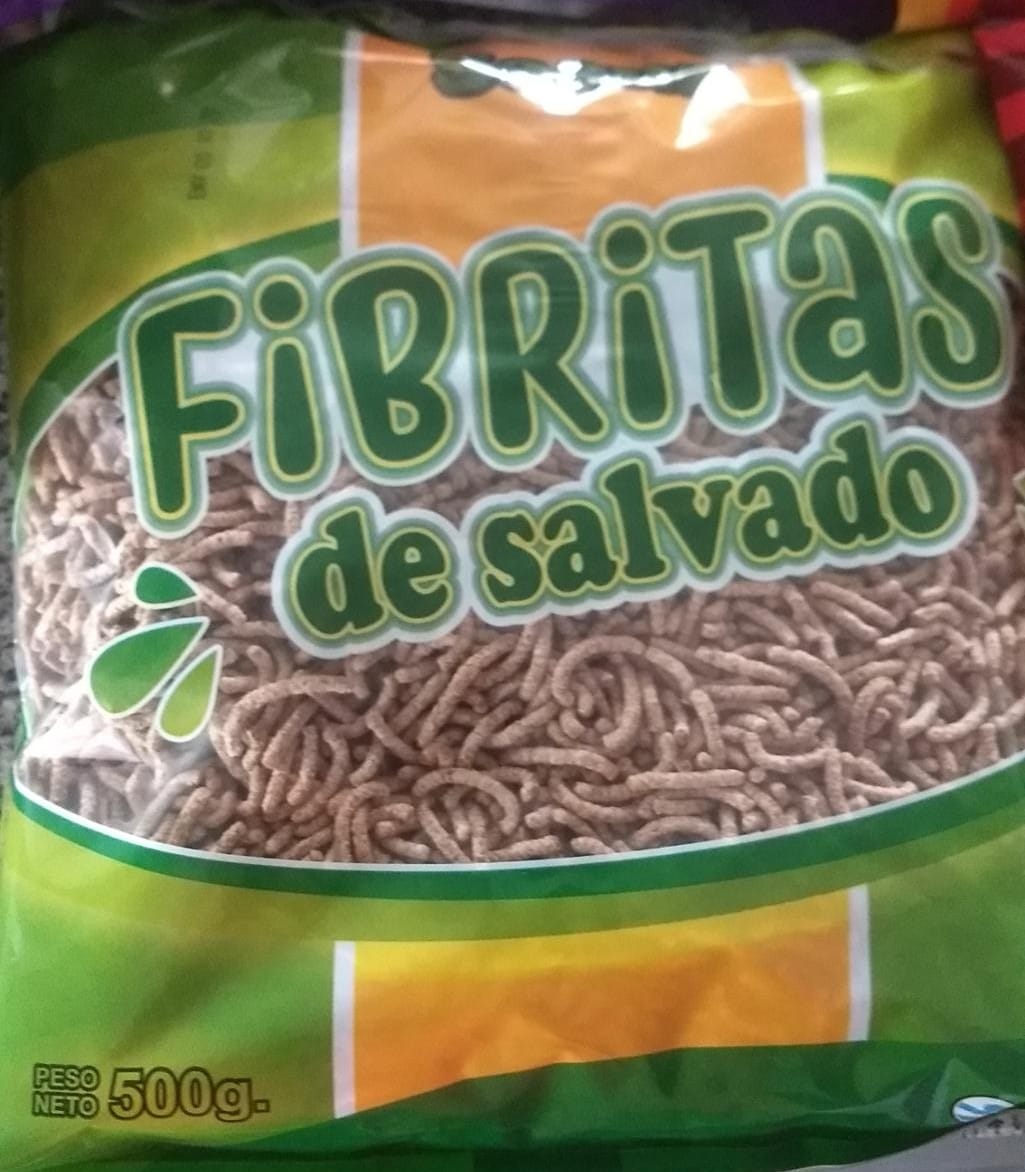 FiBRiTas
de salvado
PESO
NETO 500g.